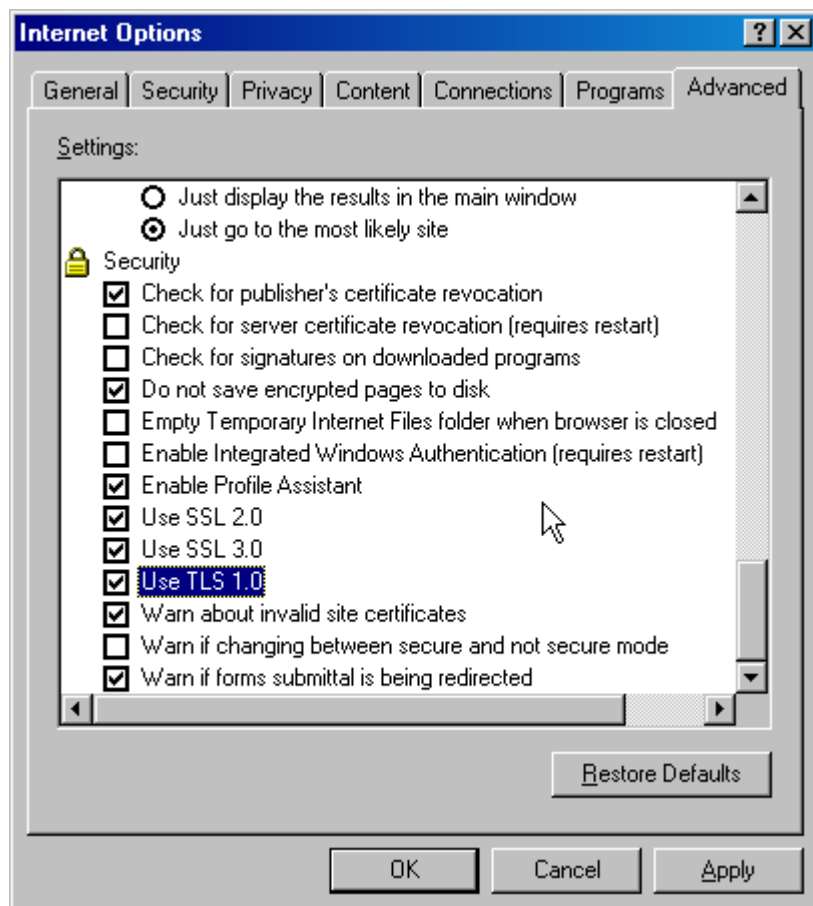 Internet Options
General Security Privacy Content Connections Programs Advanced
Settings:
Just display the results in the main window
Just go to the most likely site
Security
Check for publisher's certificate revocation
Check for server certificate revocation (requires restart)
Check for signatures on downloaded programs
Do not save encrypted pages to disk
Empty Temporary Internet Files folder when browser is closed
Enable Integrated Windows Authentication (requires restart)
Enable Profile Assistant
Use SSL 2.0
Use SSL 3.0
Use TLS 1.0
Warn about invalid site certificates
Warn if changing between secure and not secure mode
Warn if forms submittal is being redirected
Restore Defaults
OK Cancel Apply